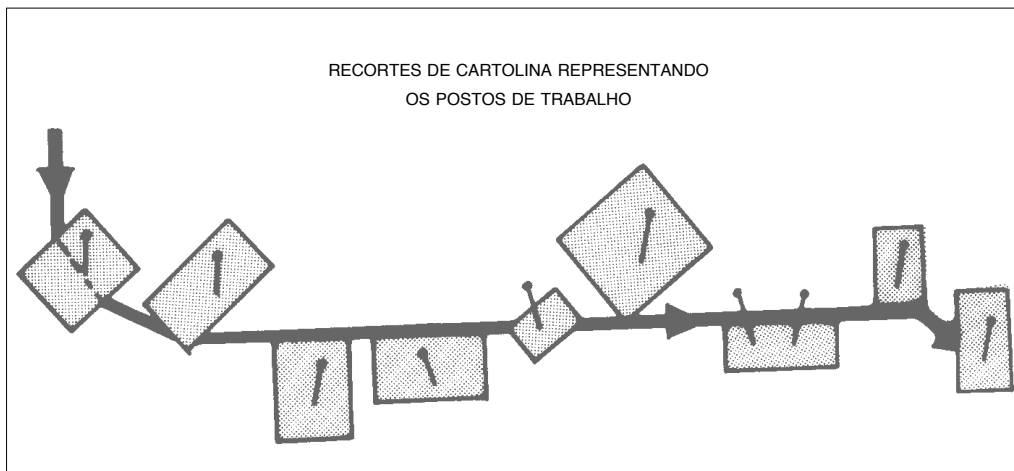 RECORTES DE CARTOLINA REPRESENTANDO
OS POSTOS DE TRABALHO